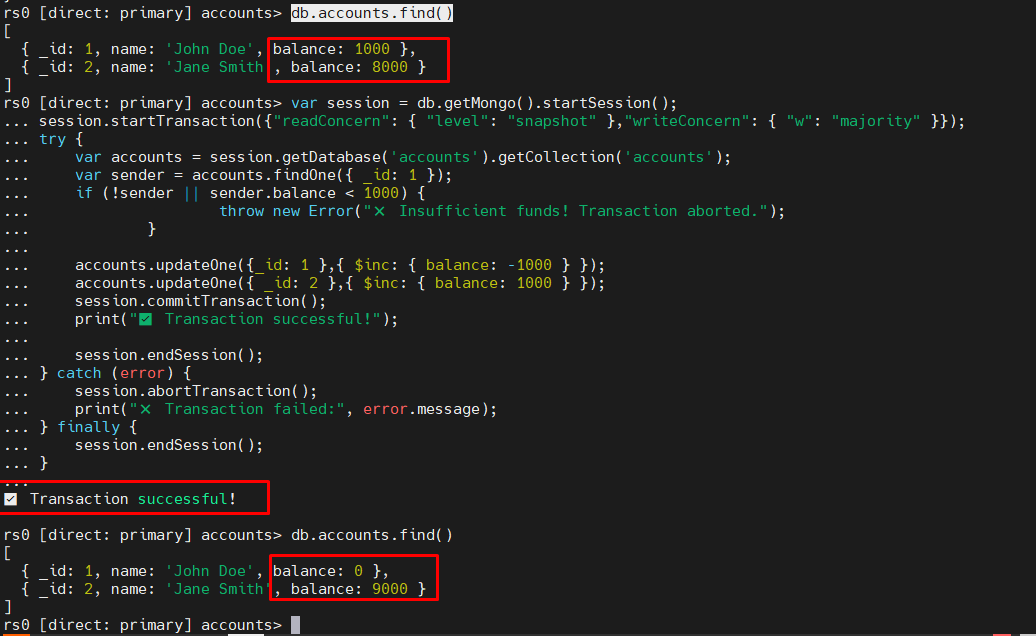 rs0 [direct: primary] accounts> db.accounts.find()
[
  { _id: 1, name: 'John Doe', balance: 1000 },
  { _id: 2, name: 'Jane Smith', balance: 8000 }
]
rs0 [direct: primary] accounts> var session = db.getMongo().startSession();
... session.startTransaction({"readConcern": { "level": "snapshot" },"writeConcern": { "w": "majority" }});
... try {
...     var accounts = session.getDatabase('accounts').getCollection('accounts');
...     var sender = accounts.findOne({ _id: 1 });
...     if (!sender || sender.balance < 1000) {
...                     throw new Error("❌ Insufficient funds! Transaction aborted.");
...             }
...
...     accounts.updateOne({_id: 1 },{ $inc: { balance: -1000 } });
...     accounts.updateOne({ _id: 2 },{ $inc: { balance: 1000 } });
...     session.commitTransaction();
...     print("✅ Transaction successful!");
...
...     session.endSession();
... } catch (error) {
...     session.abortTransaction();
...     print("❌ Transaction failed:", error.message);
... } finally {
...     session.endSession();
... }
...
✅ Transaction successful!
rs0 [direct: primary] accounts> db.accounts.find()
[
  { _id: 1, name: 'John Doe', balance: 0 },
  { _id: 2, name: 'Jane Smith', balance: 9000 }
]
rs0 [direct: primary] accounts>